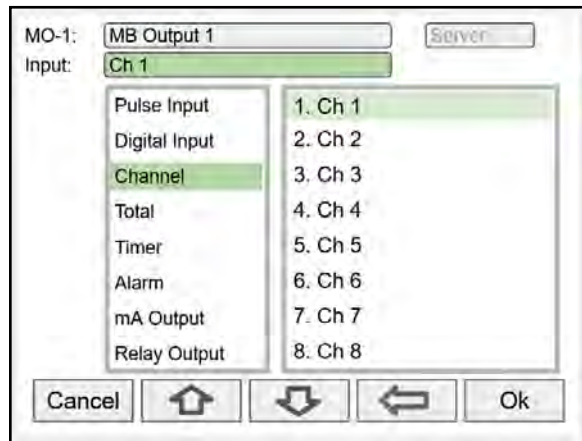 MO-1: MB Output 1 Server
Input: Ch 1
Pulse Input 1. Ch 1
Digital Input 2. Ch 2
Channel 3. Ch 3
Total 4. Ch 4
Timer 5. Ch 5
Alarm 6. Ch 6
mA Output 7. Ch 7
Relay Output 8. Ch 8
Cancel Ok